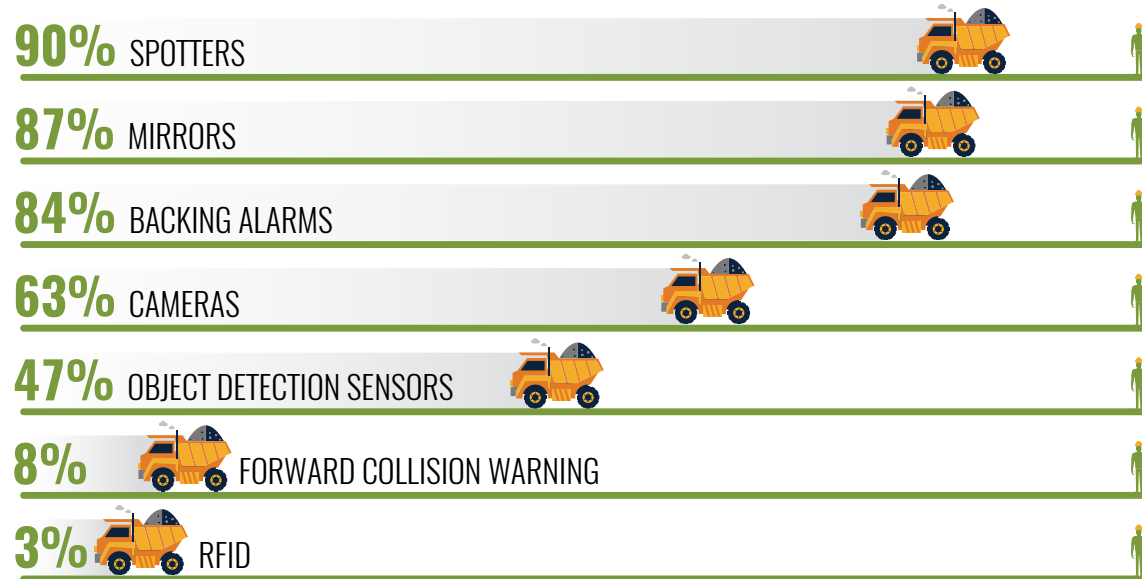 90% SPOTTERS
87% MIRRORS
84% BACKING ALARMS
63% CAMERAS
47% OBJECT DETECTION SENSORS
8% FORWARD COLLISION WARNING
3% RFID